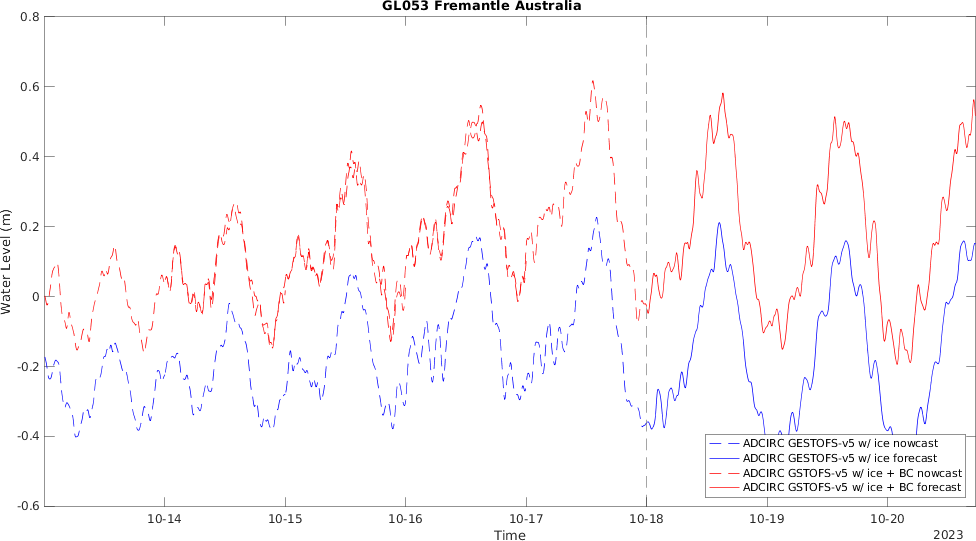 GL053 Fremantle Australia
0.8
0.6
0.4
0.2
0
-0.2
-0.4
-0.6
Water Level (m)
10-14
10-15
10-16
10-17
10-18
10-19
10-20
Time
2023
ADCIRC GESTOFS-v5 w/ ice nowcast
ADCIRC GESTOFS-v5 w/ ice forecast
ADCIRC GSTOFS-v5 w/ ice + BC nowcast
ADCIRC GSTOFS-v5 w/ ice + BC forecast